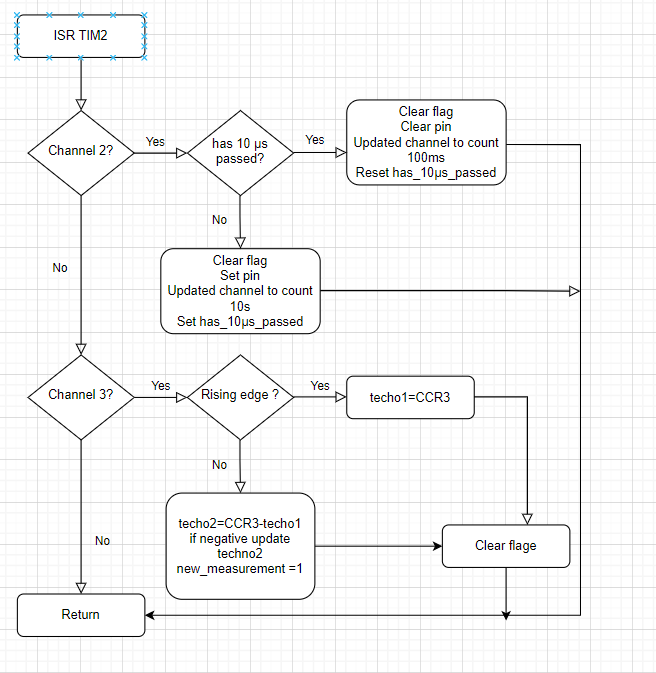 ISR TIM2
Channel 2?
Yes
has 10 µs
passed?
Yes
Clear flag
Clear pin
Updated channel to count
100ms
Reset has_10µs_passed
No
No
Clear flag
Set pin
Updated channel to count
10s
Set has_10µs_passed
Channel 3?
Yes
Rising edge ?
Yes
techo1=CCR3
No
No
techo2=CCR3-techo1
if negative update
techno2
new_measurement =1
Clear flage
Return